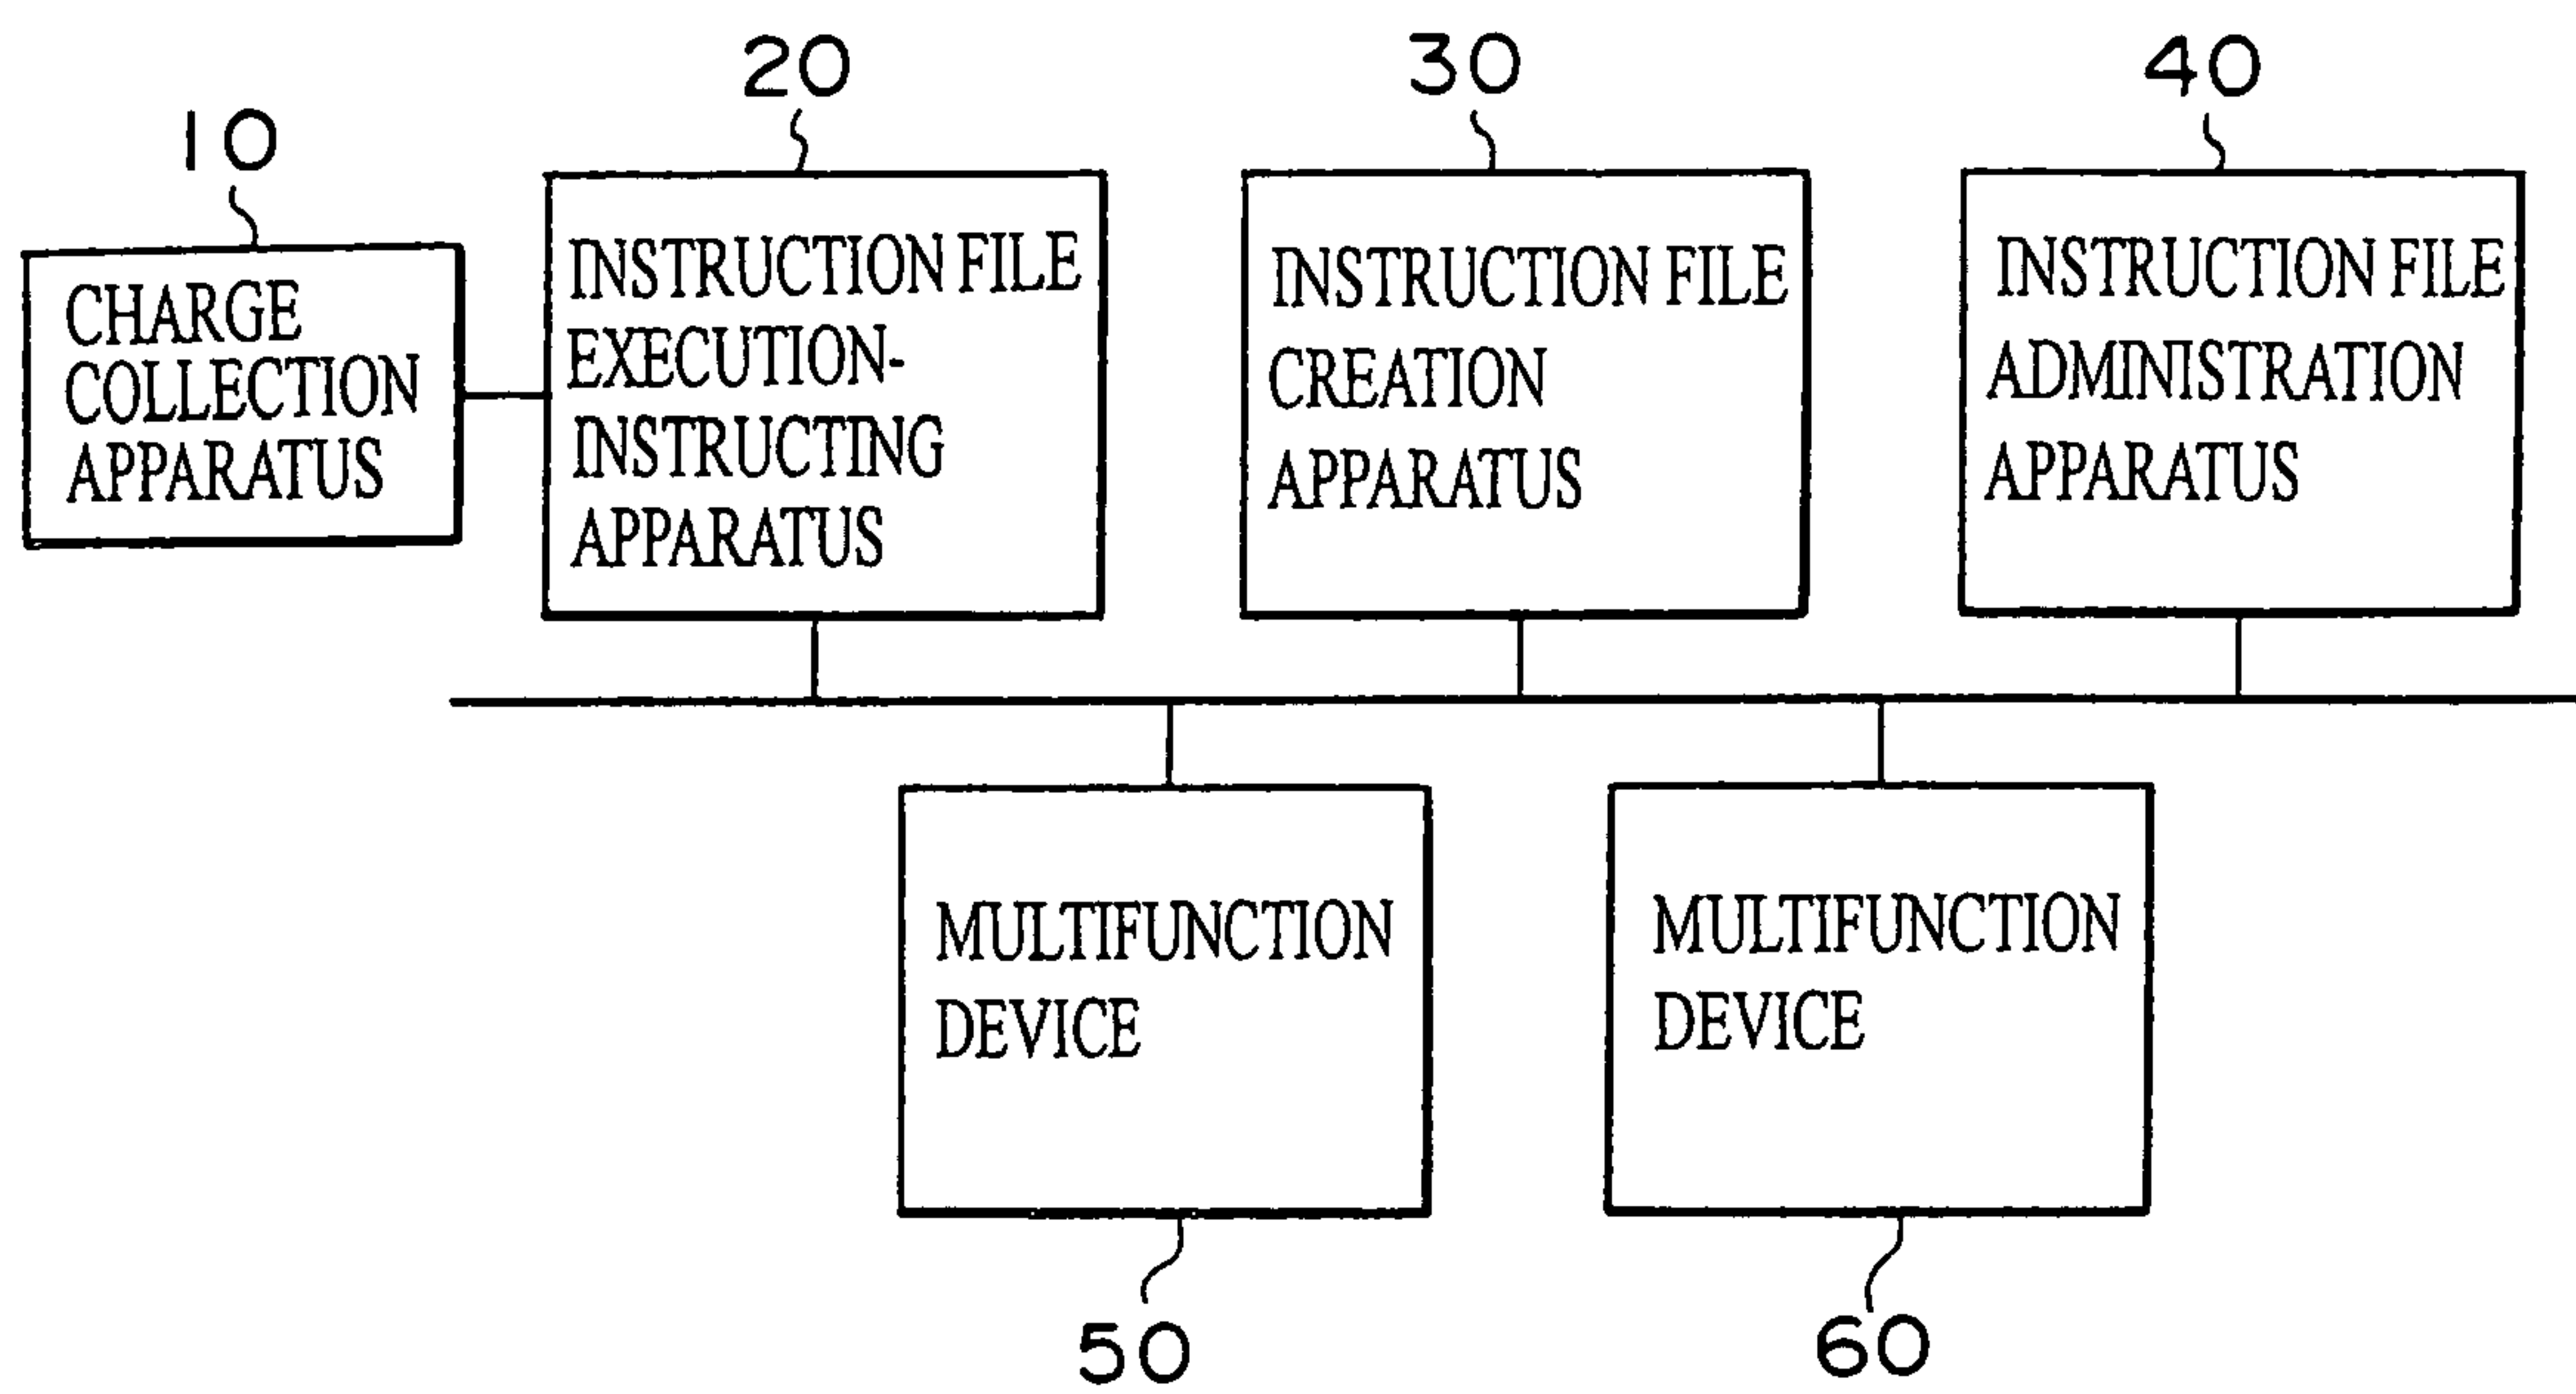 10
20
30
40
CHARGE
COLLECTION
APPARATUS
INSTRUCTION FILE
EXECUTION-
INSTRUCTING
APPARATUS
INSTRUCTION FILE
CREATION
APPARATUS
INSTRUCTION FILE
ADMINISTRATION
APPARATUS
MULTIFUNCTION
DEVICE
MULTIFUNCTION
DEVICE
50
60